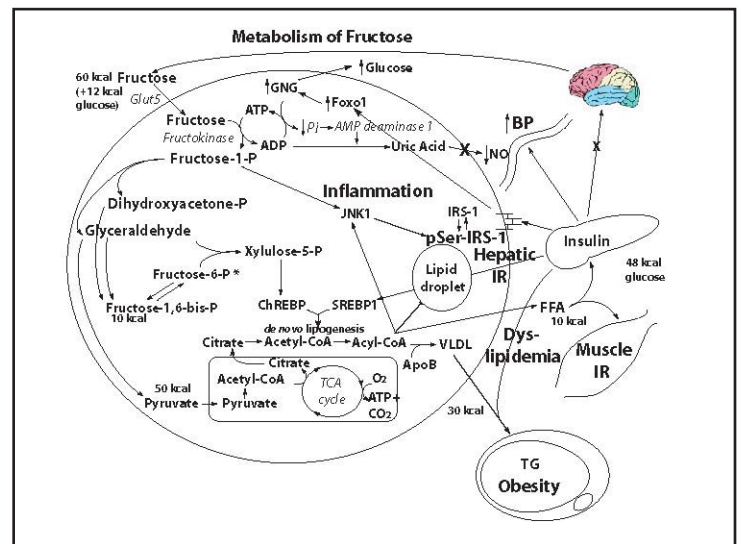 Metabolism of Fructose
60 kcal Fructose
(+12 kcal
glucose)
Glut5
↑GNG
↑Glucose
↑Foxo1
ATP
Fructose
Fructokinase
↓Pi
AMP deaminase 1
ADP
Uric Acid
X
↓NO
↑BP
X
Fructose-1-P
Inflammation
Dihydroxyacetone-P
JNK1
IRS-1
pSer-IRS-1
Glyceraldehyde
Hepatic
IR
Insulin
48 kcal
glucose
Xylulose-5-P
Lipid
droplet
Fructose-6-P*
Fructose-1,6-bis-P
10 kcal
ChREBP
SREBP1
FFA
10 kcal
de novo lipogenesis
Citrate
Acetyl-CoA
Acyl-CoA
VLDL
Dys-
lipidemia
Muscle
IR
ApoB
Citrate
Acetyl-CoA
TCA
cycle
O2
ATP+
CO2
50 kcal
Pyruvate
Pyruvate
30 kcal
TG
Obesity